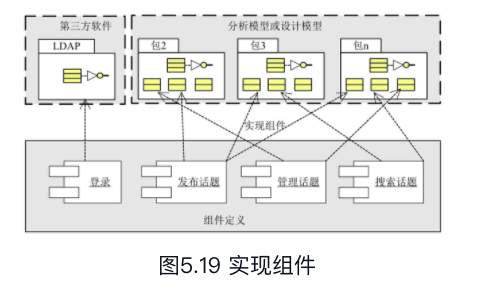 第三方软件
分析模型或设计模型
LDAP
包2
包3
包n
实现组件
登录
发布话题
管理话题
搜索话题
组件定义
图5.19 实现组件